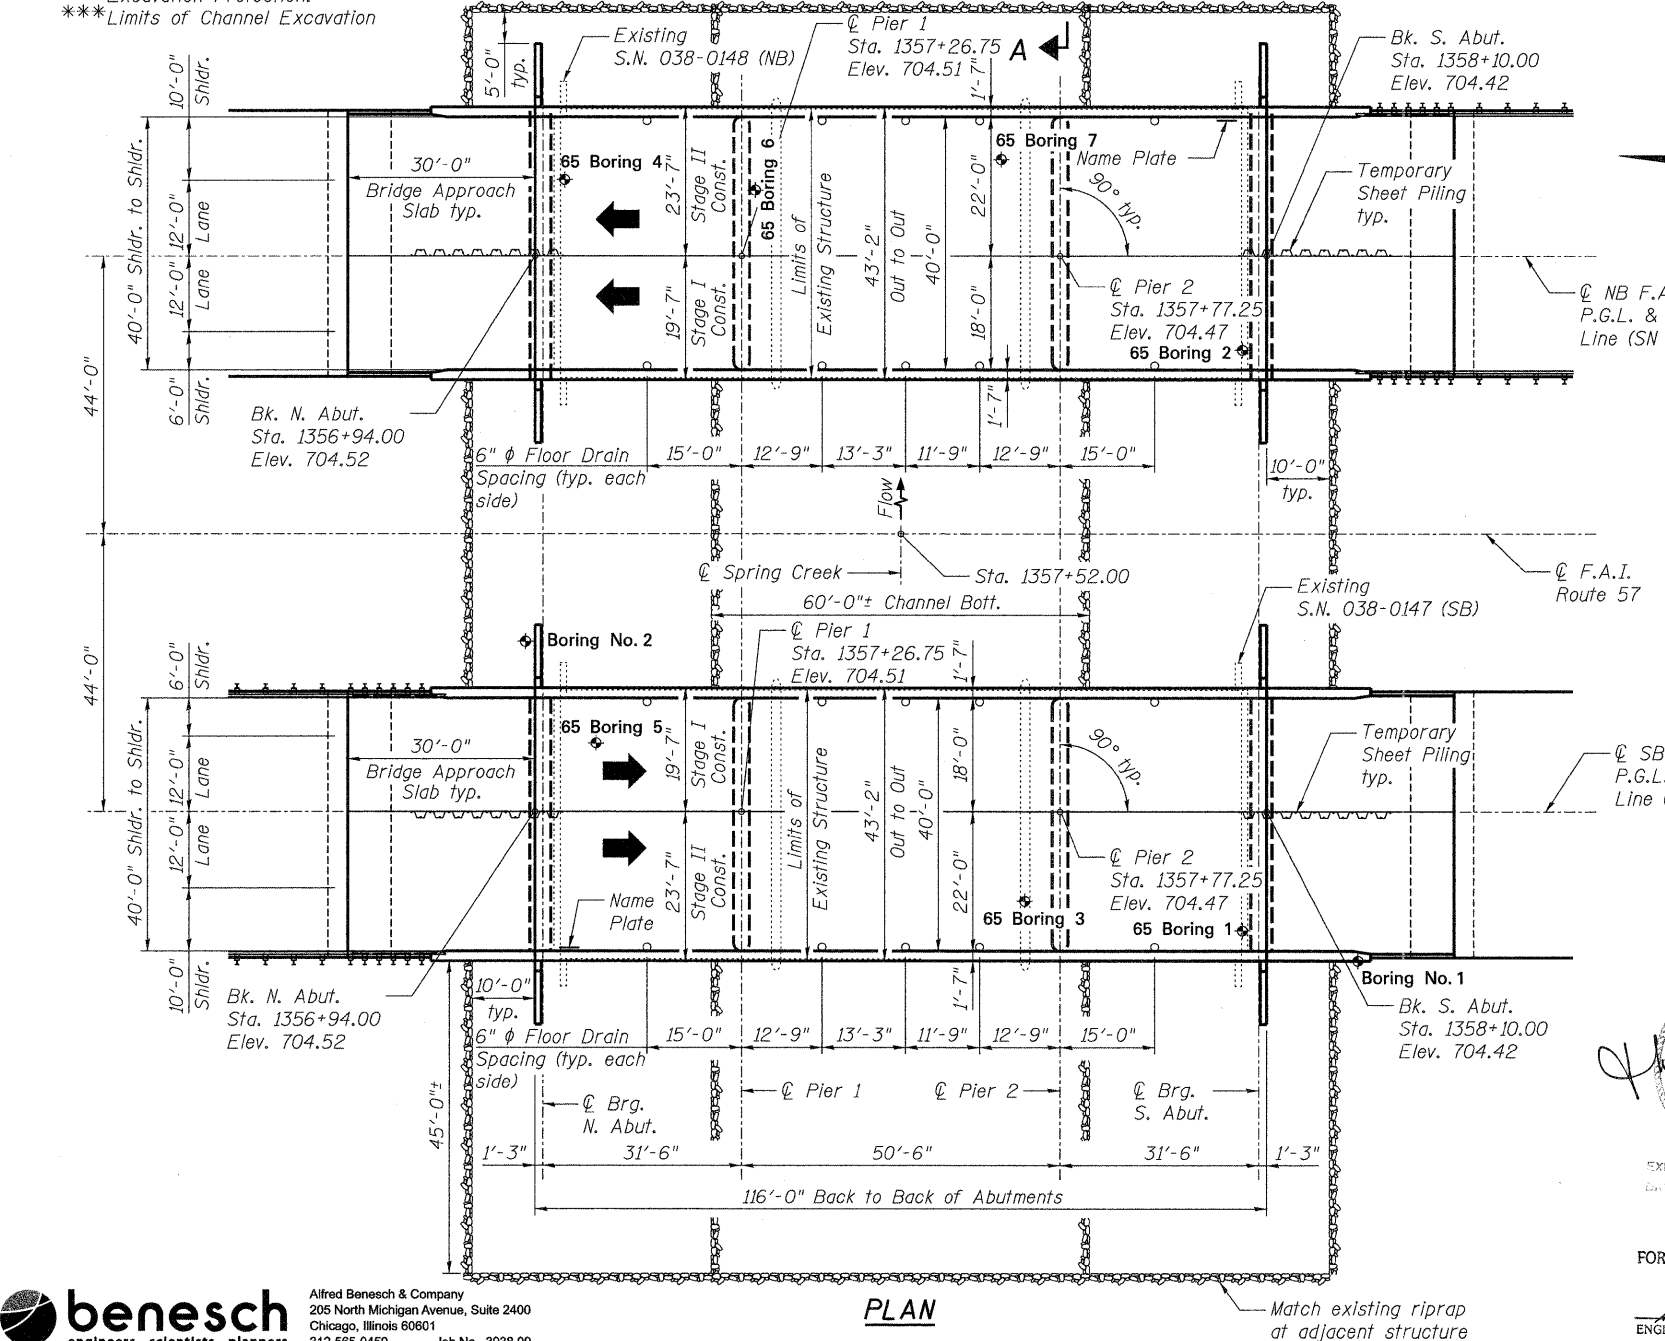 ***Limits of Channel Excavation
Existing
S.N. 038-0148 (NB)
℄ Pier 1
Sta. 1357+26.75
Elev. 704.51
A
Bk. S. Abut.
Sta. 1358+10.00
Elev. 704.42
10'-0"
Shldr.
5'-0"
typ.
1'-7"
40'-0" Shldr. to Shldr.
12'-0"
Lane
12'-0"
Lane
6'-0"
Shldr.
30'-0"
Bridge Approach
Slab typ.
65 Boring 4
23'-7"
Stage II
Const.
19'-7"
Stage I
Const.
65 Boring 6
Limits of
Existing Structure
43'-2"
Out to Out
40'-0"
22'-0"
18'-0"
1'-7"
65 Boring 7
Name Plate
90° typ.
Temporary
Sheet Piling
typ.
℄ Pier 2
Sta. 1357+77.25
Elev. 704.47
65 Boring 2
℄ NB F.A
P.G.L. &
Line (SN
44'-0"
Bk. N. Abut.
Sta. 1356+94.00
Elev. 704.52
6" ϕ Floor Drain
Spacing (typ. each
side)
15'-0"
12'-9"
13'-3"
11'-9"
12'-9"
15'-0"
10'-0"
typ.
Flow
℄ Spring Creek
Sta. 1357+52.00
60'-0"± Channel Bott.
℄ F.A.I.
Route 57
Existing
S.N. 038-0147 (SB)
44'-0"
6'-0"
Shldr.
Boring No. 2
℄ Pier 1
Sta. 1357+26.75
Elev. 704.51
1'-7"
40'-0" Shldr. to Shldr.
12'-0"
Lane
12'-0"
Lane
10'-0"
Shldr.
30'-0"
Bridge Approach
Slab typ.
65 Boring 5
19'-7"
Stage I
Const.
23'-7"
Stage II
Const.
Name
Plate
Limits of
Existing Structure
43'-2"
Out to Out
40'-0"
18'-0"
22'-0"
1'-7"
90° typ.
Temporary
Sheet Piling
typ.
℄ SB
P.G.L.
Line
℄ Pier 2
Sta. 1357+77.25
Elev. 704.47
65 Boring 3
65 Boring 1
Boring No. 1
Bk. S. Abut.
Sta. 1358+10.00
Elev. 704.42
Bk. N. Abut.
Sta. 1356+94.00
Elev. 704.52
10'-0"
typ.
6" ϕ Floor Drain
Spacing (typ. each
side)
15'-0"
12'-9"
13'-3"
11'-9"
12'-9"
15'-0"
45'-0"±
℄ Brg.
N. Abut.
℄ Pier 1
℄ Pier 2
℄ Brg.
S. Abut.
1'-3"
31'-6"
50'-6"
31'-6"
1'-3"
116'-0" Back to Back of Abutments
FOR
PLAN
Match existing riprap
at adjacent structure
benesch
engineers scientists planners
Alfred Benesch & Company
205 North Michigan Avenue, Suite 2400
Chicago, Illinois 60601